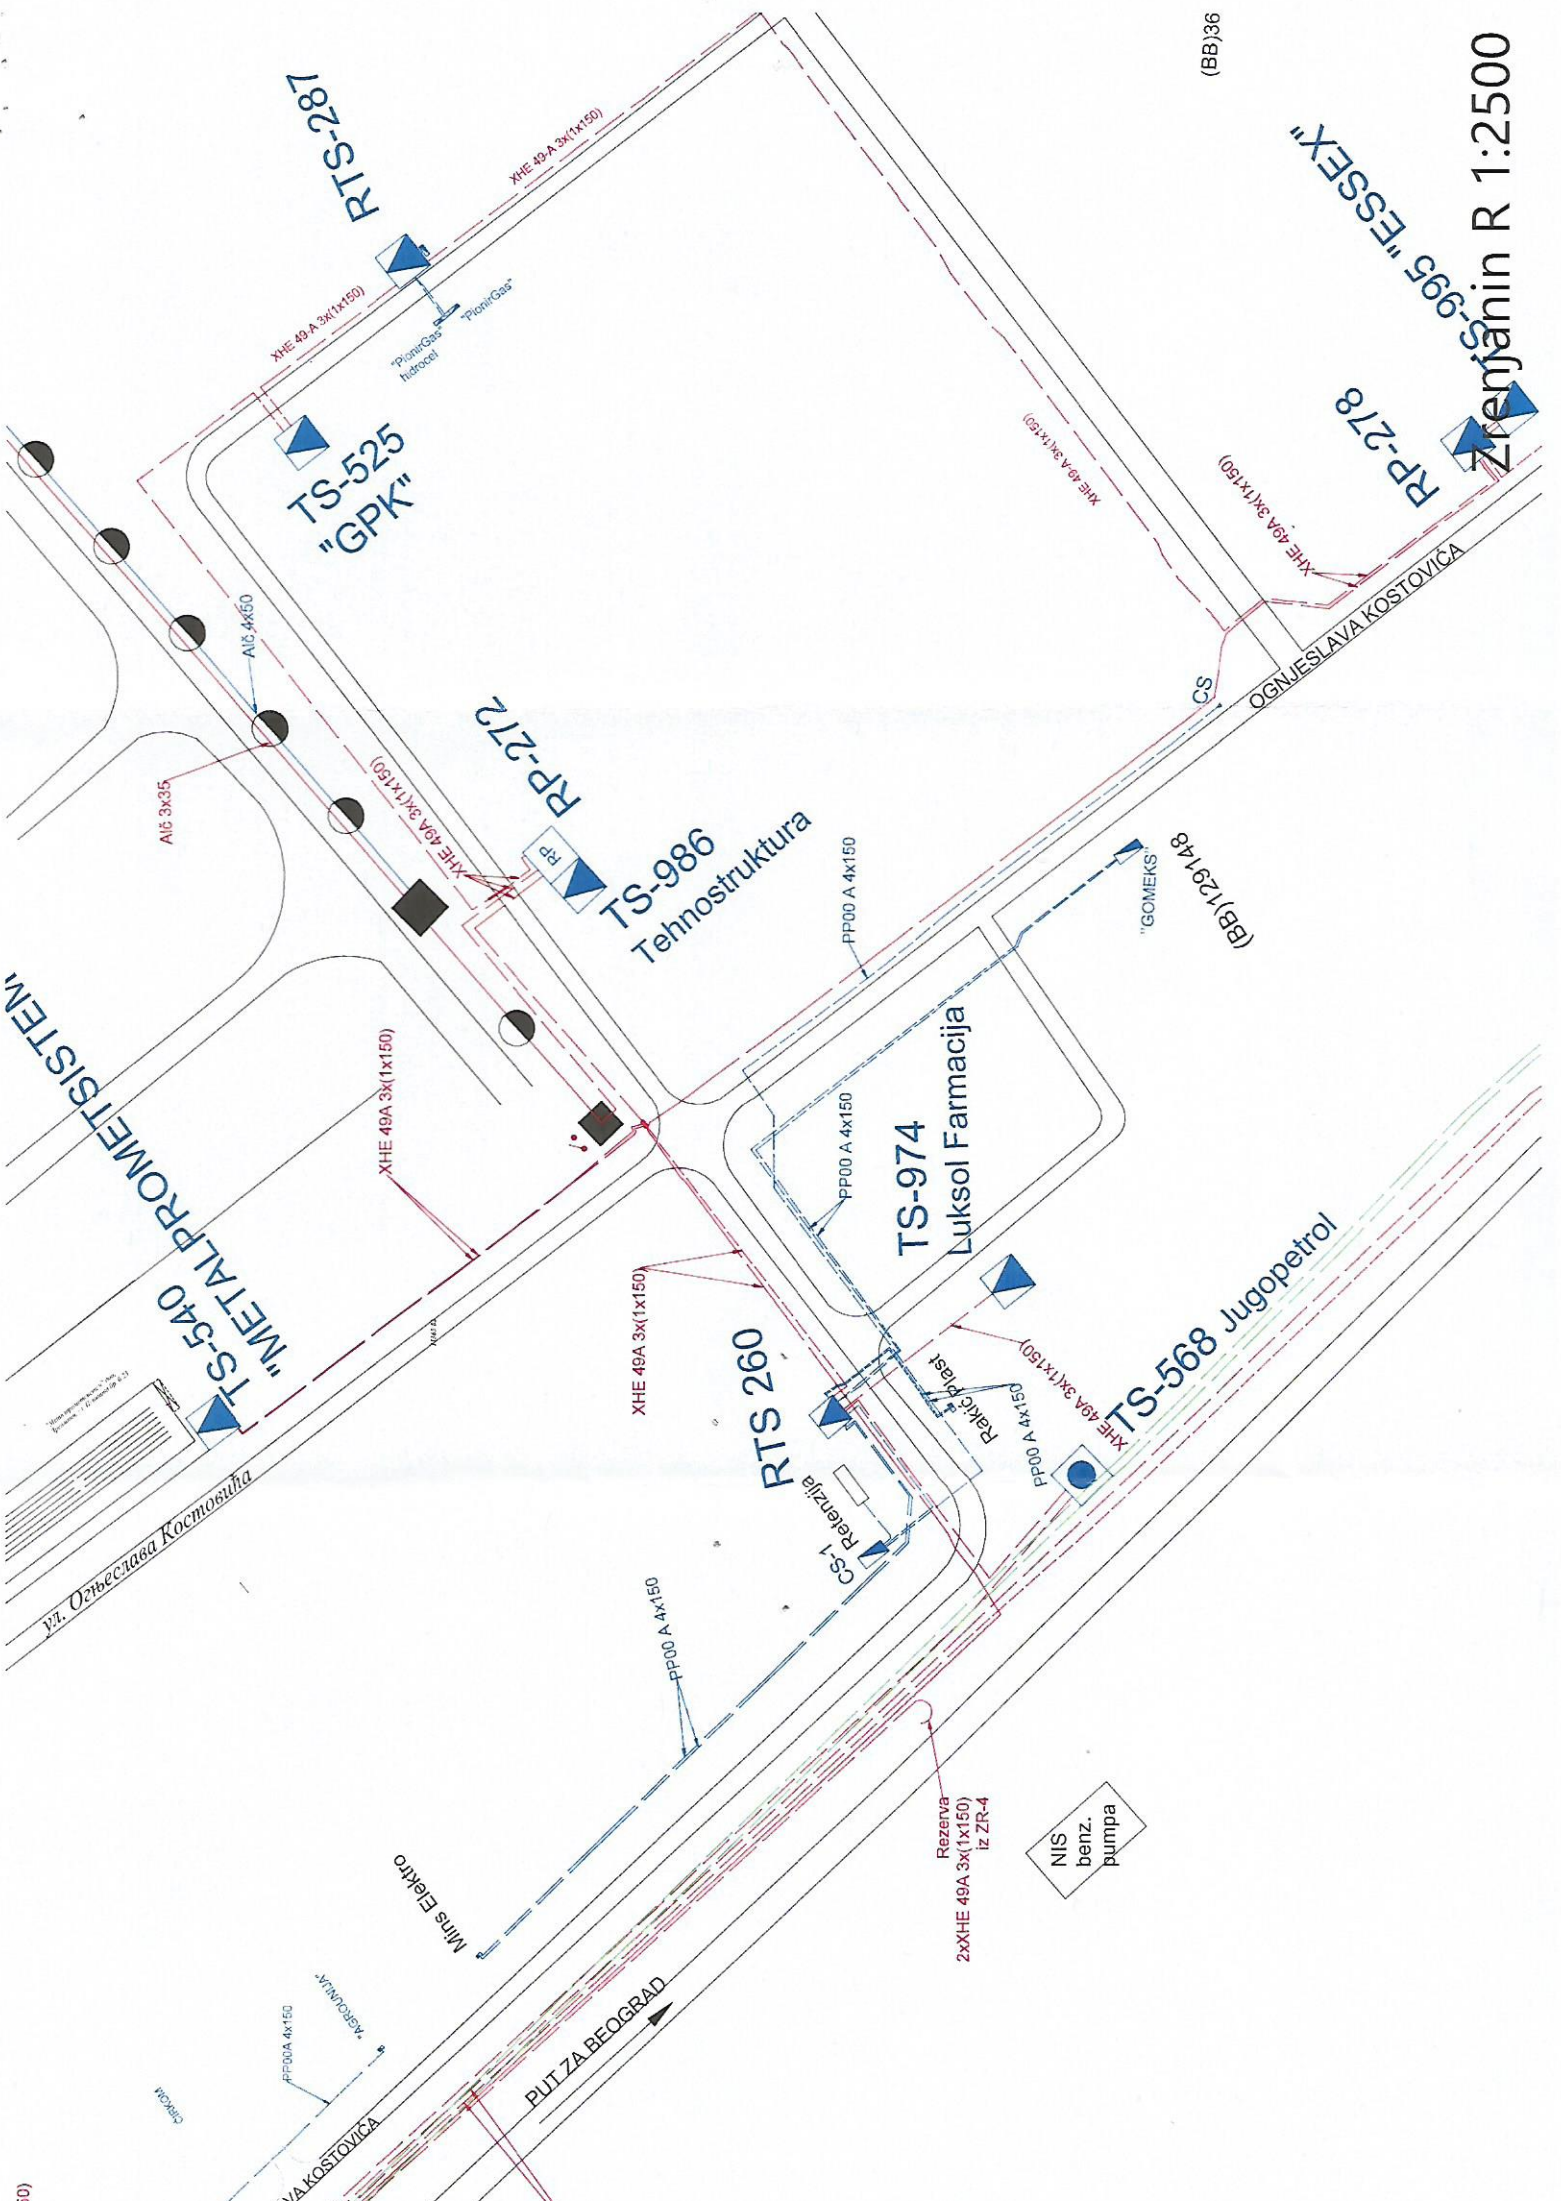 (BB)36
Zrenjanin R 1:2500
RTS-287
XHE 49-A 3x(1x150)
XHE 49-A 3x(1x150)
"PionirGas"
hidrocel
"PionirGas"
TS-525
"GPK"
TS-995 "ESSEX"
RP-278
XHE 49A 3x(1x150)
XHE 49-A 3x(1x150)
OGNJESLAVA KOSTOVIĆA
CS
Alč 4x50
Alč 3x35
XHE 49A 3x(1x150)
RP-272
RP
TS-986
Tehnostruktura
PP00 A 4x150
"GOMEKS"
(BB)129148
TS-540
"METALPROMETSISTEM
XHE 49A 3x(1x150)
ул. Огњеслава Костовића
XHE 49A 3x(1x150)
PP00 A 4x150
TS-974
Luksol Farmacija
RTS 260
Rakić Plast
PP00 A 4x150
XHE 49A 3x(1x150)
TS-568 Jugopetrol
CS-1
Retenzija
PP00 A 4x150
Mins Elektro
Rezerva
2xXHE 49A 3x(1x150)
iz ZR-4
NIS
benz.
pumpa
PUT ZA BEOGRAD
"AGROUNIJA"
PP00A 4x150
ČIRKOM
VA KOSTOVIĆA
50)